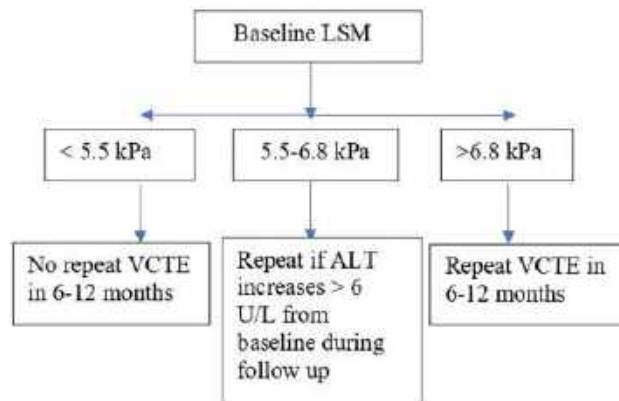 Baseline LSM
< 5.5 kPa
5.5-6.8 kPa
>6.8 kPa
No repeat VCTE
in 6-12 months
Repeat if ALT
increases > 6
U/L from
baseline during
follow up
Repeat VCTE in
6-12 months